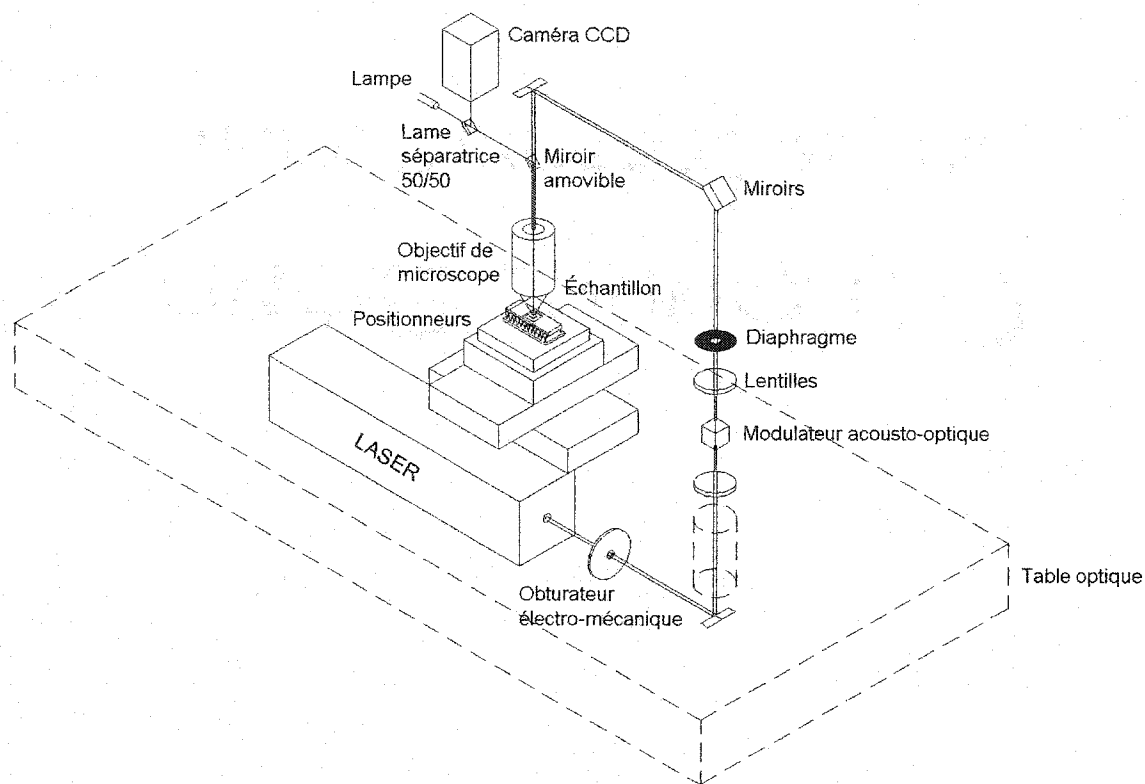 Caméra CCD
Lampe
Lame
séparatrice
50/50
Miroir
amovible
Miroirs
Objectif de
microscope
Échantillon
Positionneurs
Diaphragme
Lentilles
Modulateur acousto-optique
LASER
Obturateur
électro-mécanique
Table optique